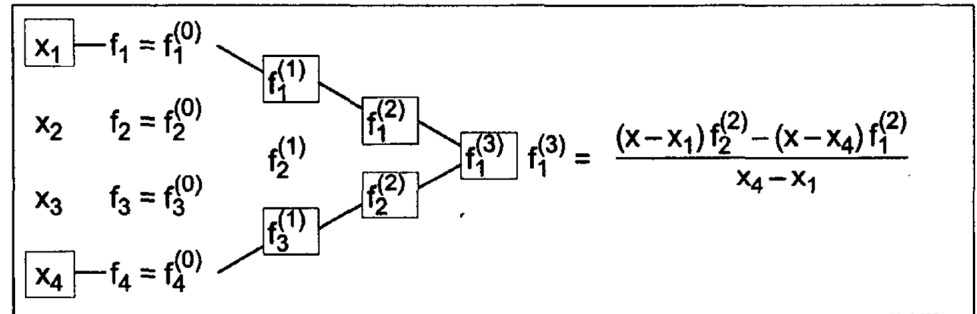 x₁ f₁ = f₁⁽⁰⁾
f₁⁽¹⁾
x₂ f₂ = f₂⁽⁰⁾ f₁⁽²⁾
f₂⁽¹⁾ f₁⁽³⁾ f₁⁽³⁾ = (x−x₁) f₂⁽²⁾ − (x−x₄) f₁⁽²⁾
x₄ − x₁
x₃ f₃ = f₃⁽⁰⁾ f₂⁽²⁾
f₃⁽¹⁾
x₄ f₄ = f₄⁽⁰⁾